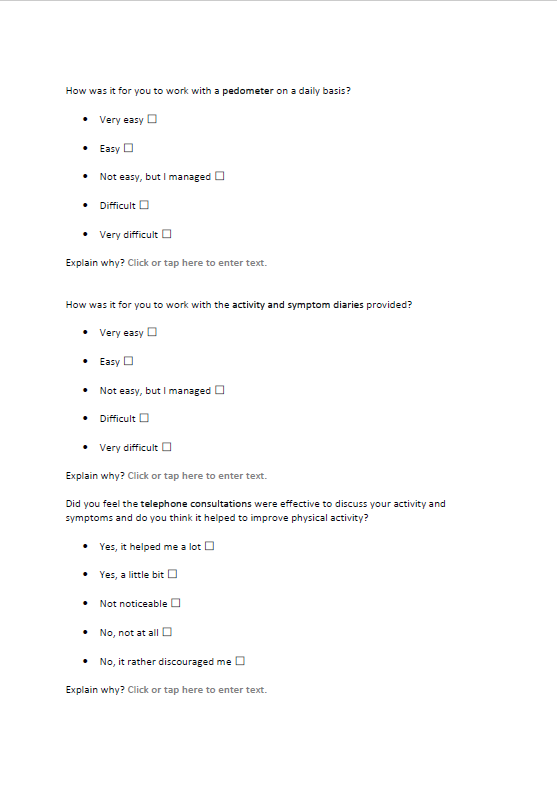 How was it for you to work with a pedometer on a daily basis?
• Very easy ☐
• Easy ☐
• Not easy, but I managed ☐
• Difficult ☐
• Very difficult ☐
Explain why? Click or tap here to enter text.
How was it for you to work with the activity and symptom diaries provided?
• Very easy ☐
• Easy ☐
• Not easy, but I managed ☐
• Difficult ☐
• Very difficult ☐
Explain why? Click or tap here to enter text.
Did you feel the telephone consultations were effective to discuss your activity and
symptoms and do you think it helped to improve physical activity?
• Yes, it helped me a lot ☐
• Yes, a little bit ☐
• Not noticeable ☐
• No, not at all ☐
• No, it rather discouraged me ☐
Explain why? Click or tap here to enter text.